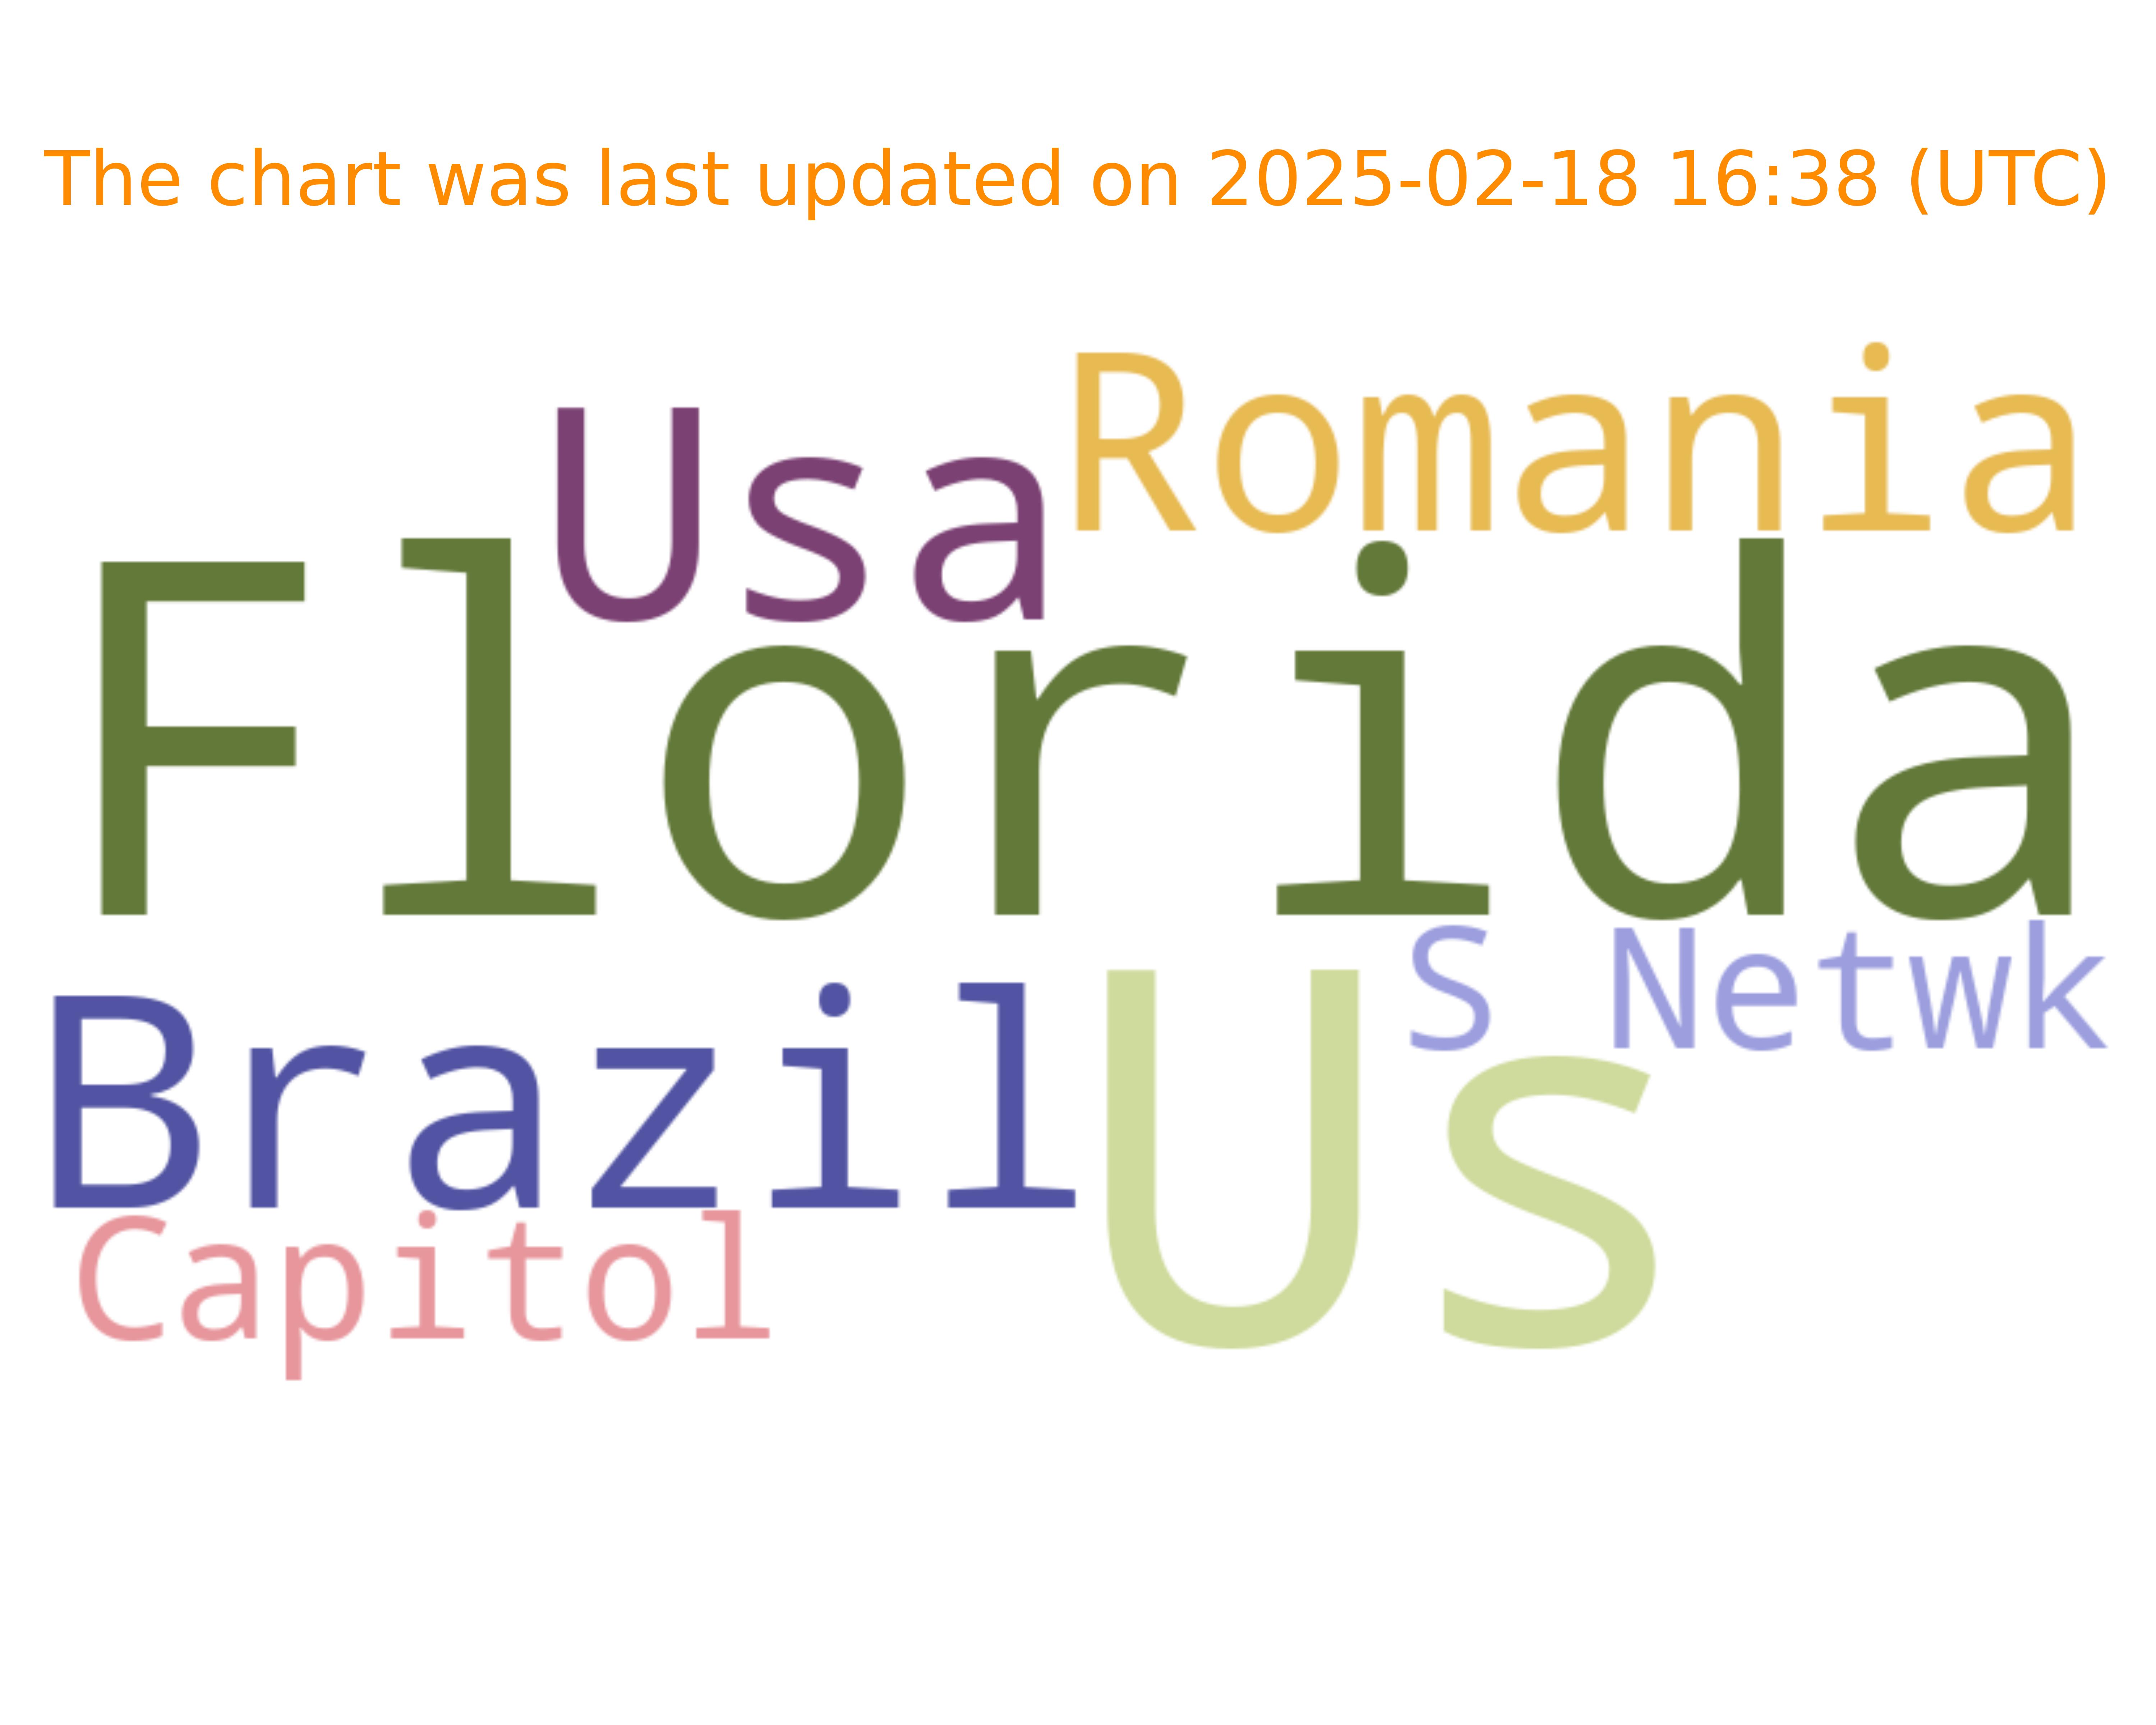 The chart was last updated on 2025-02-18 16:38 (UTC)
Usa Romania
Florida
S Netwk
Brazil Us
Capitol